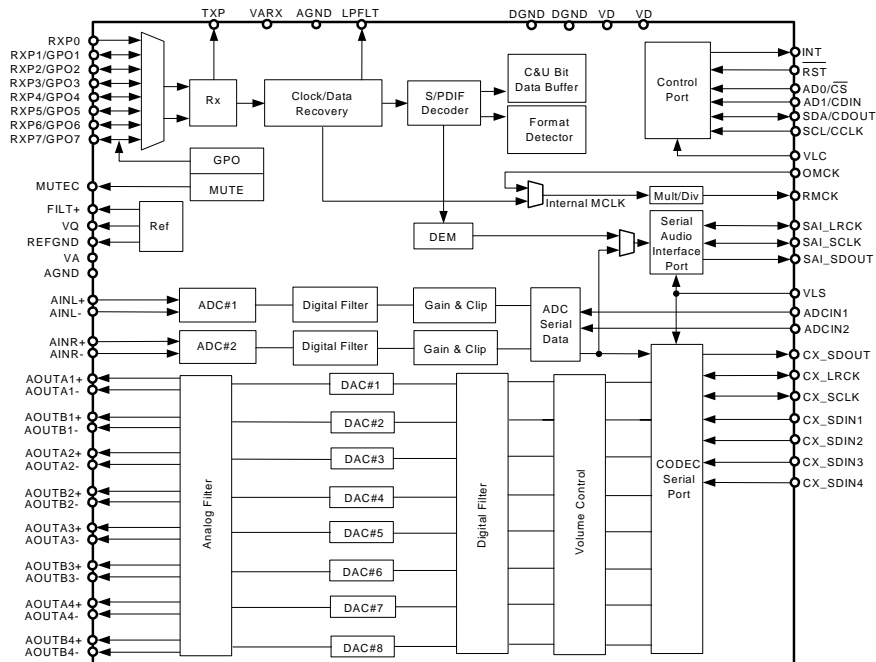 TXP VARX AGND LPFLT DGND DGND VD VD
RXP0
RXP1/GPO1
RXP2/GPO2
RXP3/GPO3
RXP4/GPO4
RXP5/GPO5
RXP6/GPO6
RXP7/GPO7
MUTEC
FILT+
VQ
REFGND
VA
AGND
AINL+
AINL-
AINR+
AINR-
AOUTA1+
AOUTA1-
AOUTB1+
AOUTB1-
AOUTA2+
AOUTA2-
AOUTB2+
AOUTB2-
AOUTA3+
AOUTA3-
AOUTB3+
AOUTB3-
AOUTA4+
AOUTA4-
AOUTB4+
AOUTB4-
Rx
Clock/Data
Recovery
S/PDIF
Decoder
C&U Bit
Data Buffer
Format
Detector
Control
Port
GPO
MUTE
Ref
Internal MCLK
Mult/Div
DEM
Serial
Audio
Interface
Port
ADC#1
Digital Filter
Gain & Clip
ADC
Serial
Data
ADC#2
Digital Filter
Gain & Clip
Analog Filter
DAC#1
DAC#2
DAC#3
DAC#4
DAC#5
DAC#6
DAC#7
DAC#8
Digital Filter
Volume Control
CODEC
Serial
Port
INT
RST
AD0/CS
AD1/CDIN
SDA/CDOUT
SCL/CCLK
VLC
OMCK
RMCK
SAI_LRCK
SAI_SCLK
SAI_SDOUT
VLS
ADCIN1
ADCIN2
CX_SDOUT
CX_LRCK
CX_SCLK
CX_SDIN1
CX_SDIN2
CX_SDIN3
CX_SDIN4